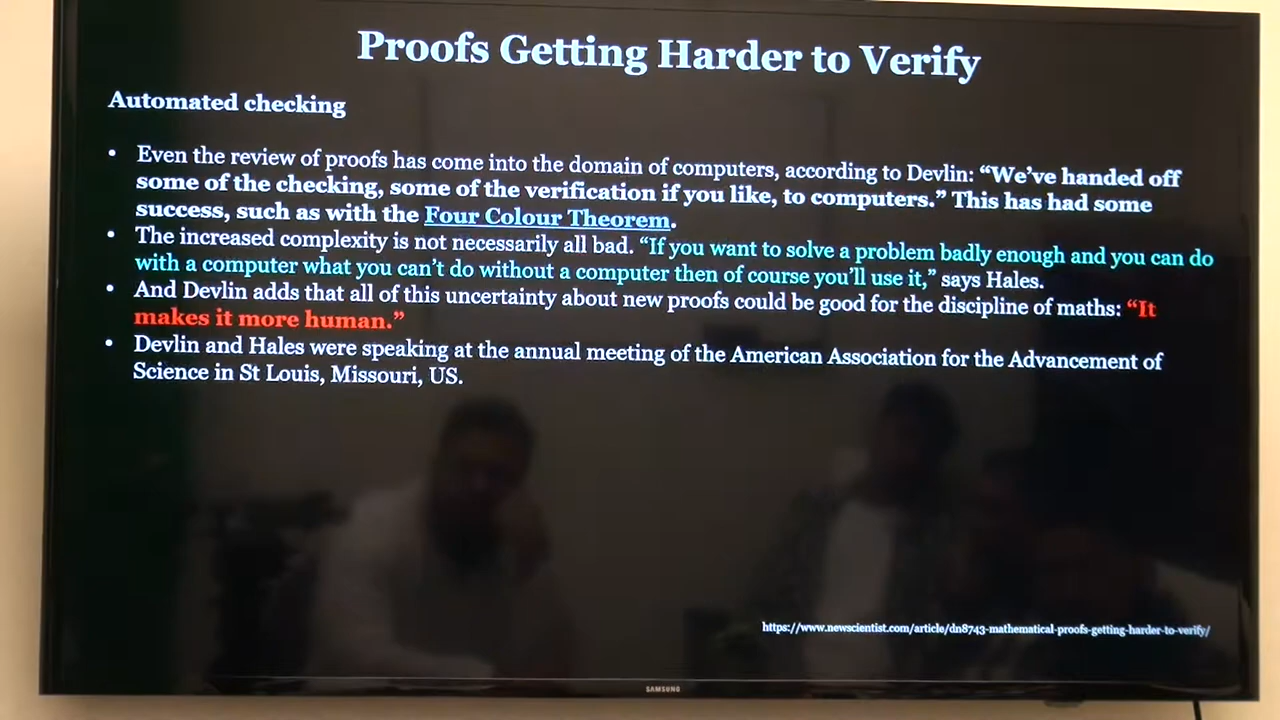 Proofs Getting Harder to Verify
Automated checking
• Even the review of proofs has come into the domain of computers, according to Devlin: “We’ve handed off
some of the checking, some of the verification if you like, to computers.” This has had some
success, such as with the Four Colour Theorem.
• The increased complexity is not necessarily all bad. “If you want to solve a problem badly enough and you can do
with a computer what you can’t do without a computer then of course you’ll use it,” says Hales.
• And Devlin adds that all of this uncertainty about new proofs could be good for the discipline of maths: “It
makes it more human.”
• Devlin and Hales were speaking at the annual meeting of the American Association for the Advancement of
Science in St Louis, Missouri, US.
https://www.newscientist.com/article/dn8743-mathematical-proofs-getting-harder-to-verify/
SAMSUNG